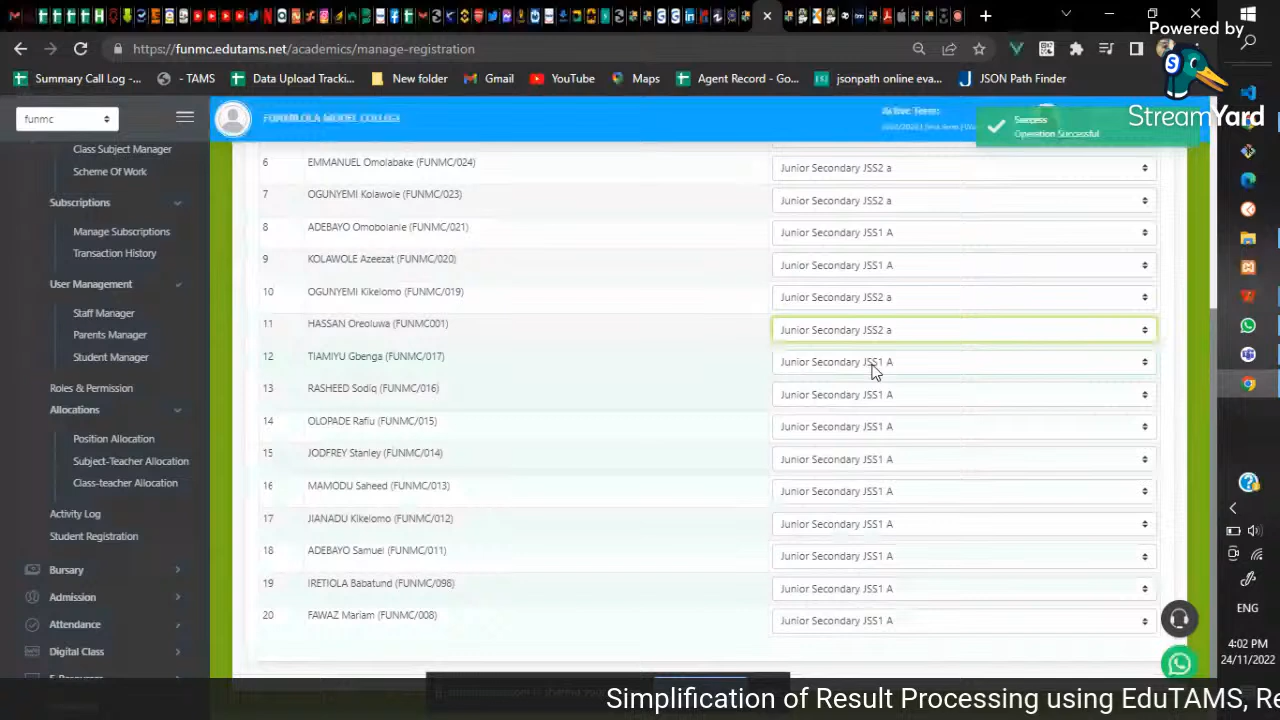 https://funmc.edutams.net/academics/manage-registration
Powered by
StreamYard
Summary Call Log -...
- TAMS
Data Upload Tracki...
New folder
Gmail
YouTube
Maps
Agent Record - Go...
jsonpath online eva...
JSON Path Finder
funmc
FUNMILOLA MODEL COLLEGE
Active Term:
Success
Operation Successful
Class Subject Manager
Scheme Of Work
Subscriptions
Manage Subscriptions
Transaction History
User Management
Staff Manager
Parents Manager
Student Manager
Roles & Permission
Allocations
Position Allocation
Subject-Teacher Allocation
Class-teacher Allocation
Activity Log
Student Registration
Bursary
Admission
Attendance
Digital Class
6 EMMANUEL Omolabake (FUNMC/024) Junior Secondary JSS2 a
7 OGUNYEMI Kolawole (FUNMC/023) Junior Secondary JSS2 a
8 ADEBAYO Omobolanle (FUNMC/021) Junior Secondary JSS1 A
9 KOLAWOLE Azeezat (FUNMC/020) Junior Secondary JSS1 A
10 OGUNYEMI Kikelomo (FUNMC/019) Junior Secondary JSS2 a
11 HASSAN Oreoluwa (FUNMC001) Junior Secondary JSS2 a
12 TIAMIYU Gbenga (FUNMC/017) Junior Secondary JSS1 A
13 RASHEED Sodiq (FUNMC/016) Junior Secondary JSS1 A
14 OLOPADE Rafiu (FUNMC/015) Junior Secondary JSS1 A
15 JODFREY Stanley (FUNMC/014) Junior Secondary JSS1 A
16 MAMODU Saheed (FUNMC/013) Junior Secondary JSS1 A
17 JIANADU Kikelomo (FUNMC/012) Junior Secondary JSS1 A
18 ADEBAYO Samuel (FUNMC/011) Junior Secondary JSS1 A
19 IRETIOLA Babatund (FUNMC/098) Junior Secondary JSS1 A
20 FAWAZ Mariam (FUNMC/008) Junior Secondary JSS1 A
ENG
4:02 PM
24/11/2022
Simplification of Result Processing using EduTAMS, Re